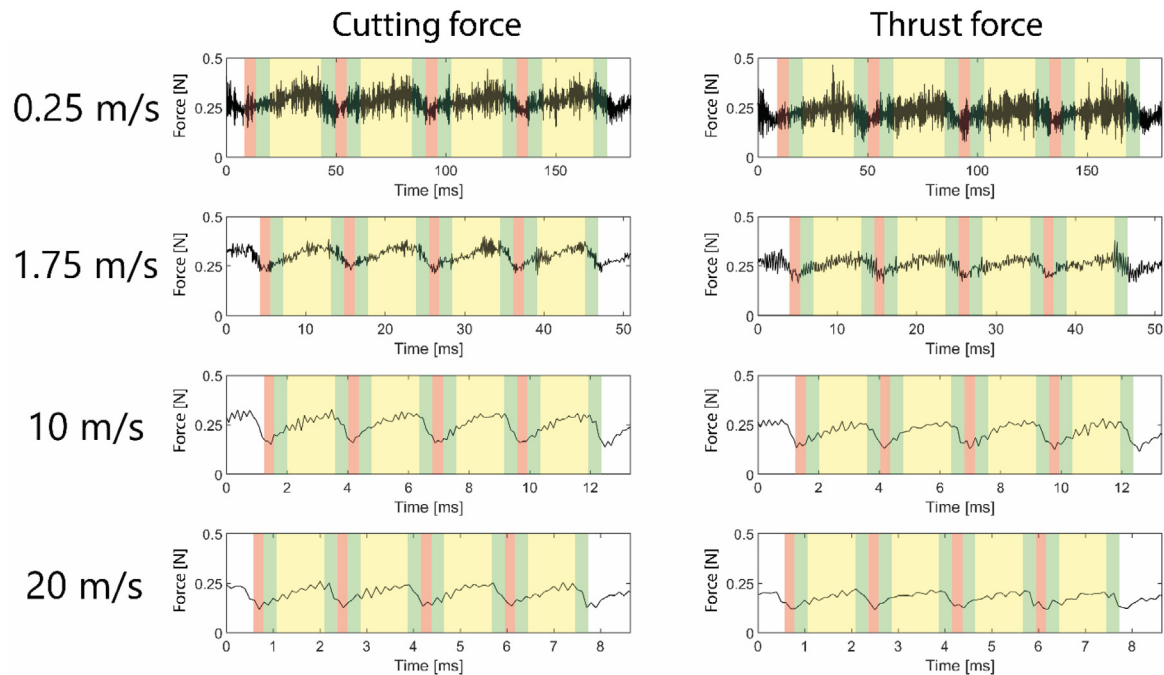 Cutting force
Thrust force
0.25 m/s
Force [N]
0.5
0.25
0
0 50 100 150
Time [ms]
Force [N]
0.5
0.25
0
0 50 100 150
Time [ms]
1.75 m/s
Force [N]
0.5
0.25
0
0 10 20 30 40 50
Time [ms]
Force [N]
0.5
0.25
0
0 10 20 30 40 50
Time [ms]
10 m/s
Force [N]
0.5
0.25
0
0 2 4 6 8 10 12
Time [ms]
Force [N]
0.5
0.25
0
0 2 4 6 8 10 12
Time [ms]
20 m/s
Force [N]
0.5
0.25
0
0 1 2 3 4 5 6 7 8
Time [ms]
Force [N]
0.5
0.25
0
0 1 2 3 4 5 6 7 8
Time [ms]